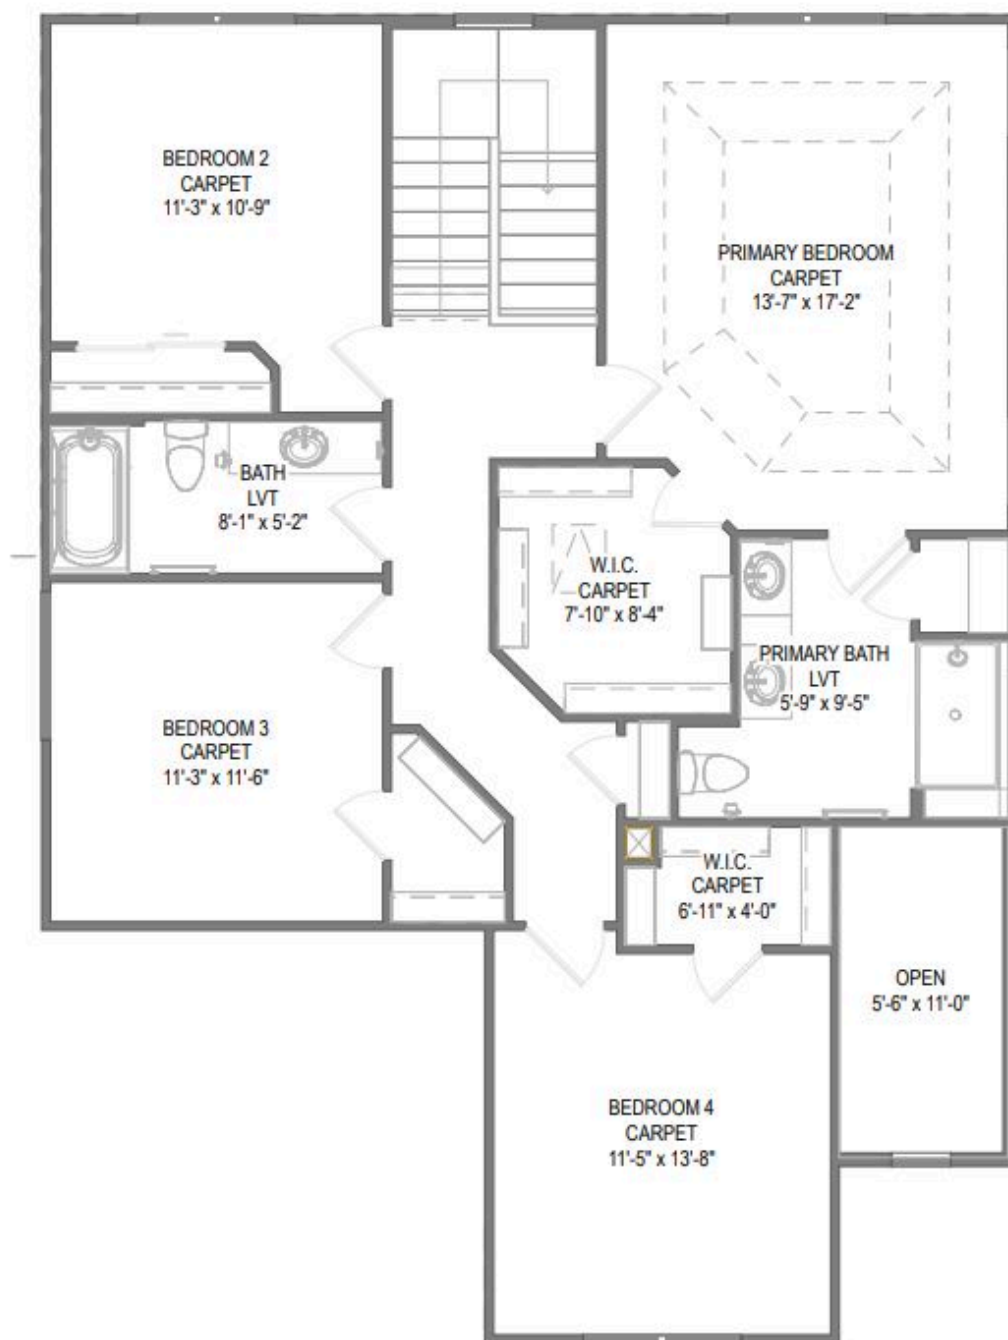 BEDROOM 2
CARPET
11'-3" x 10'-9"
PRIMARY BEDROOM
CARPET
13'-7" x 17'-2"
BATH
LVT
8'-1" x 5'-2"
W.I.C.
CARPET
7'-10" x 8'-4"
PRIMARY BATH
LVT
5'-9" x 9'-5"
BEDROOM 3
CARPET
11'-3" x 11'-6"
W.I.C.
CARPET
6'-11" x 4'-0"
OPEN
5'-6" x 11'-0"
BEDROOM 4
CARPET
11'-5" x 13'-8"